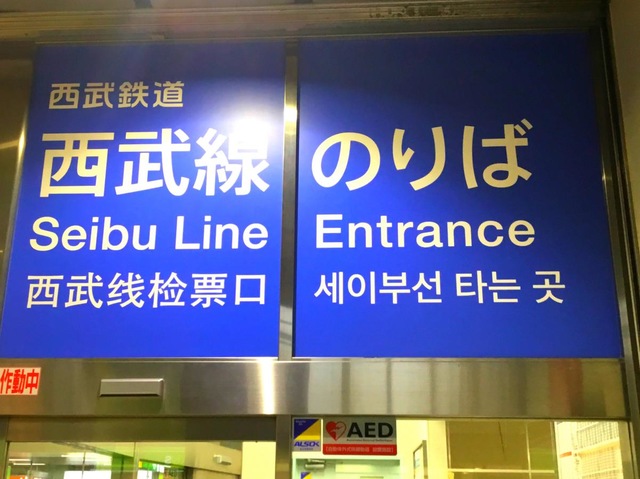 西武鉄道
西武線 のりば
Seibu Line Entrance
西武线检票口 세이부선 타는 곳
作動中
ALSOK
AED